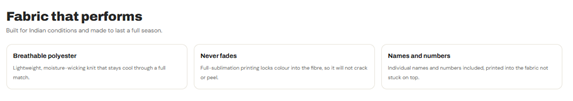 Fabric that performs
Built for Indian conditions and made to last a full season.
Breathable polyester
Lightweight, moisture-wicking knit that stays cool through a full
match.
Never fades
Full-sublimation printing locks colour into the fibre, so it will not crack
or peel.
Names and numbers
Individual names and numbers included, printed into the fabric not
stuck on top.